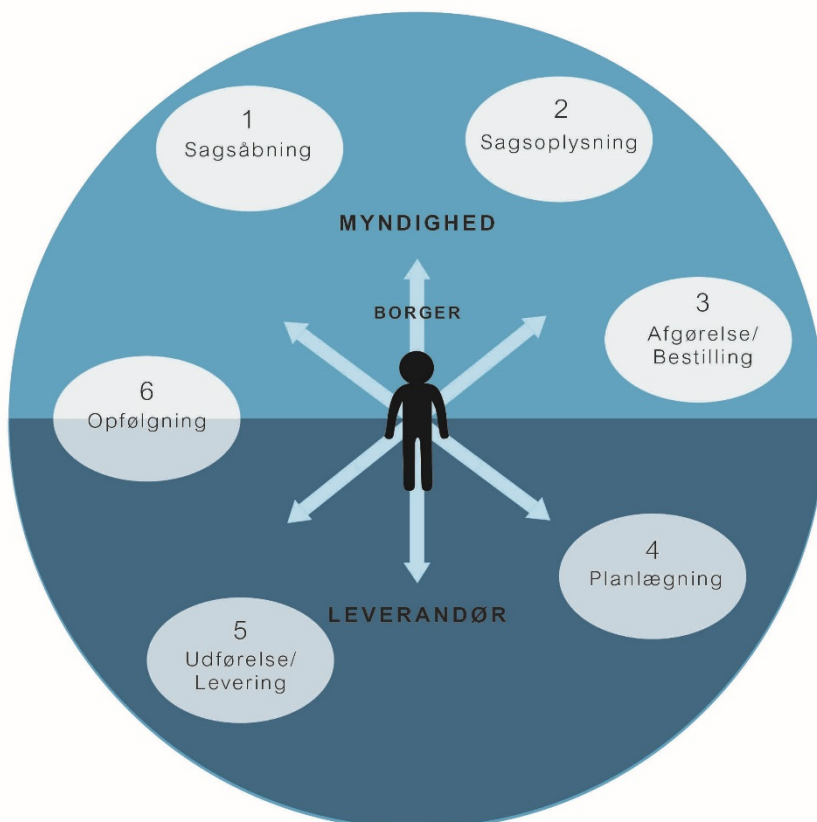 1
Sagsåbning
2
Sagsoplysning
MYNDIGHED
BORGER
3
Afgørelse/
Bestilling
6
Opfølgning
4
Planlægning
LEVERANDØR
5
Udførelse/
Levering